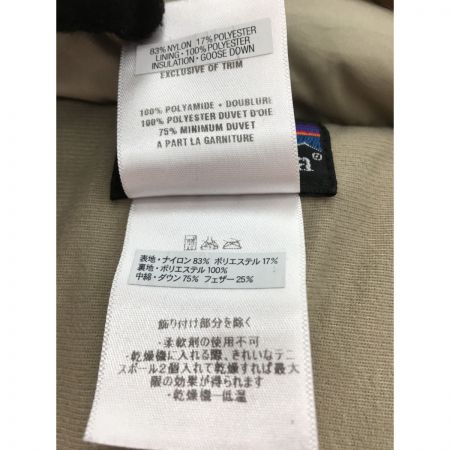 83% NYLON 17% POLYESTER
LINING・100% POLYESTER
INSULATION・GOOSE DOWN
EXCLUSIVE OF TRIM
100% POLYAMIDE • DOUBLURE
100% POLYESTER DUVET D'OIE
75% MINIMUM DUVET
A PART LA GARNITURE
a®
表地・ナイロン 83% ポリエステル 17%
裏地・ポリエステル 100%
中綿・ダウン 75% フェザー 25%
飾り付け部分を除く
・柔軟剤の使用不可
・乾燥機に入れる際、きれいなテニ
スボール2個入れて乾燥すれば最大
限の効果が得られます
・乾燥機—低温